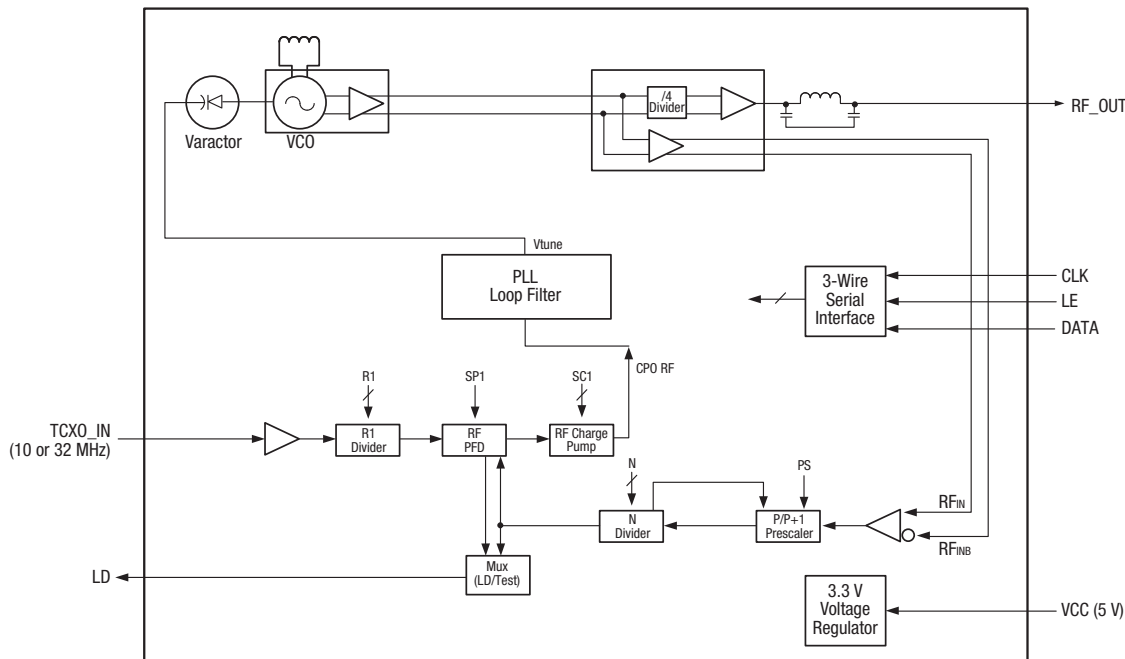 /4
Divider
RF_OUT
Varactor
VCO
Vtune
PLL
Loop Filter
3-Wire
Serial
Interface
CLK
LE
DATA
CPO RF
R1
SP1
SC1
TCXO_IN
(10 or 32 MHz)
R1
Divider
RF
PFD
RF Charge
Pump
N
PS
RFIN
N
Divider
P/P+1
Prescaler
RFINB
LD
Mux
(LD/Test)
3.3 V
Voltage
Regulator
VCC (5 V)